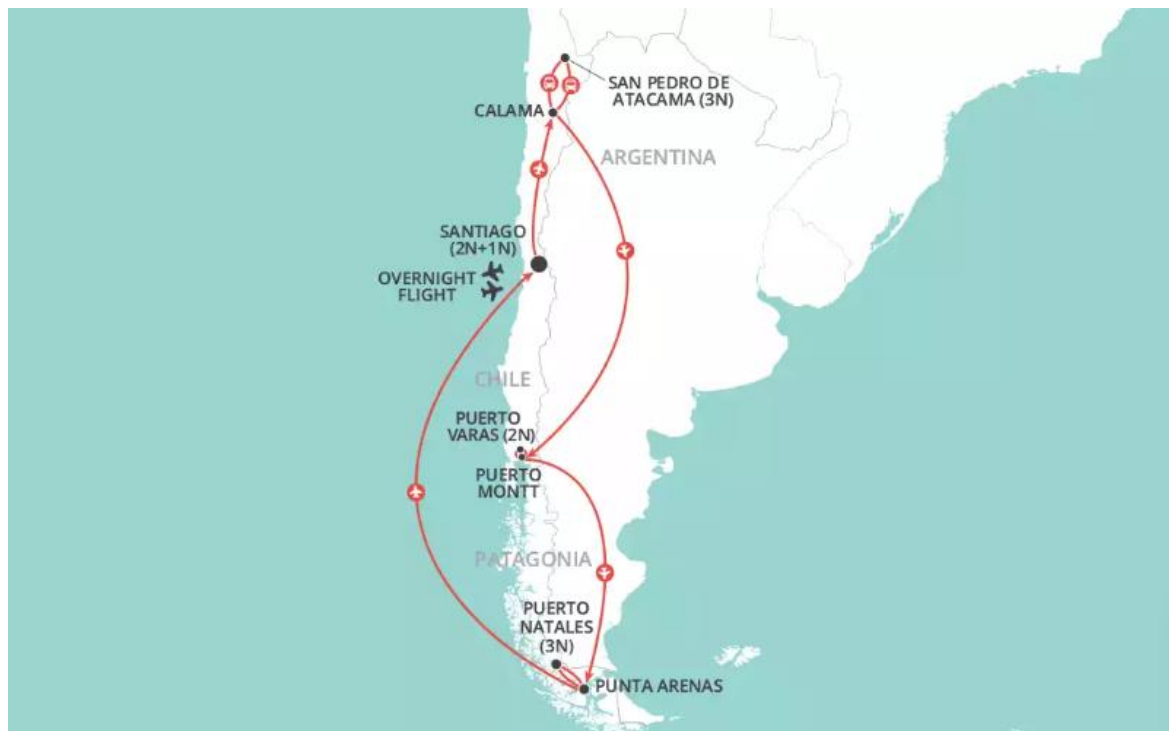 SAN PEDRO DE
ATACAMA (3N)
CALAMA
ARGENTINA
SANTIAGO
(2N+1N)
OVERNIGHT
FLIGHT
CHILE
PUERTO
VARAS (2N)
PUERTO
MONTT
PATAGONIA
PUERTO
NATALES
(3N)
PUNTA ARENAS